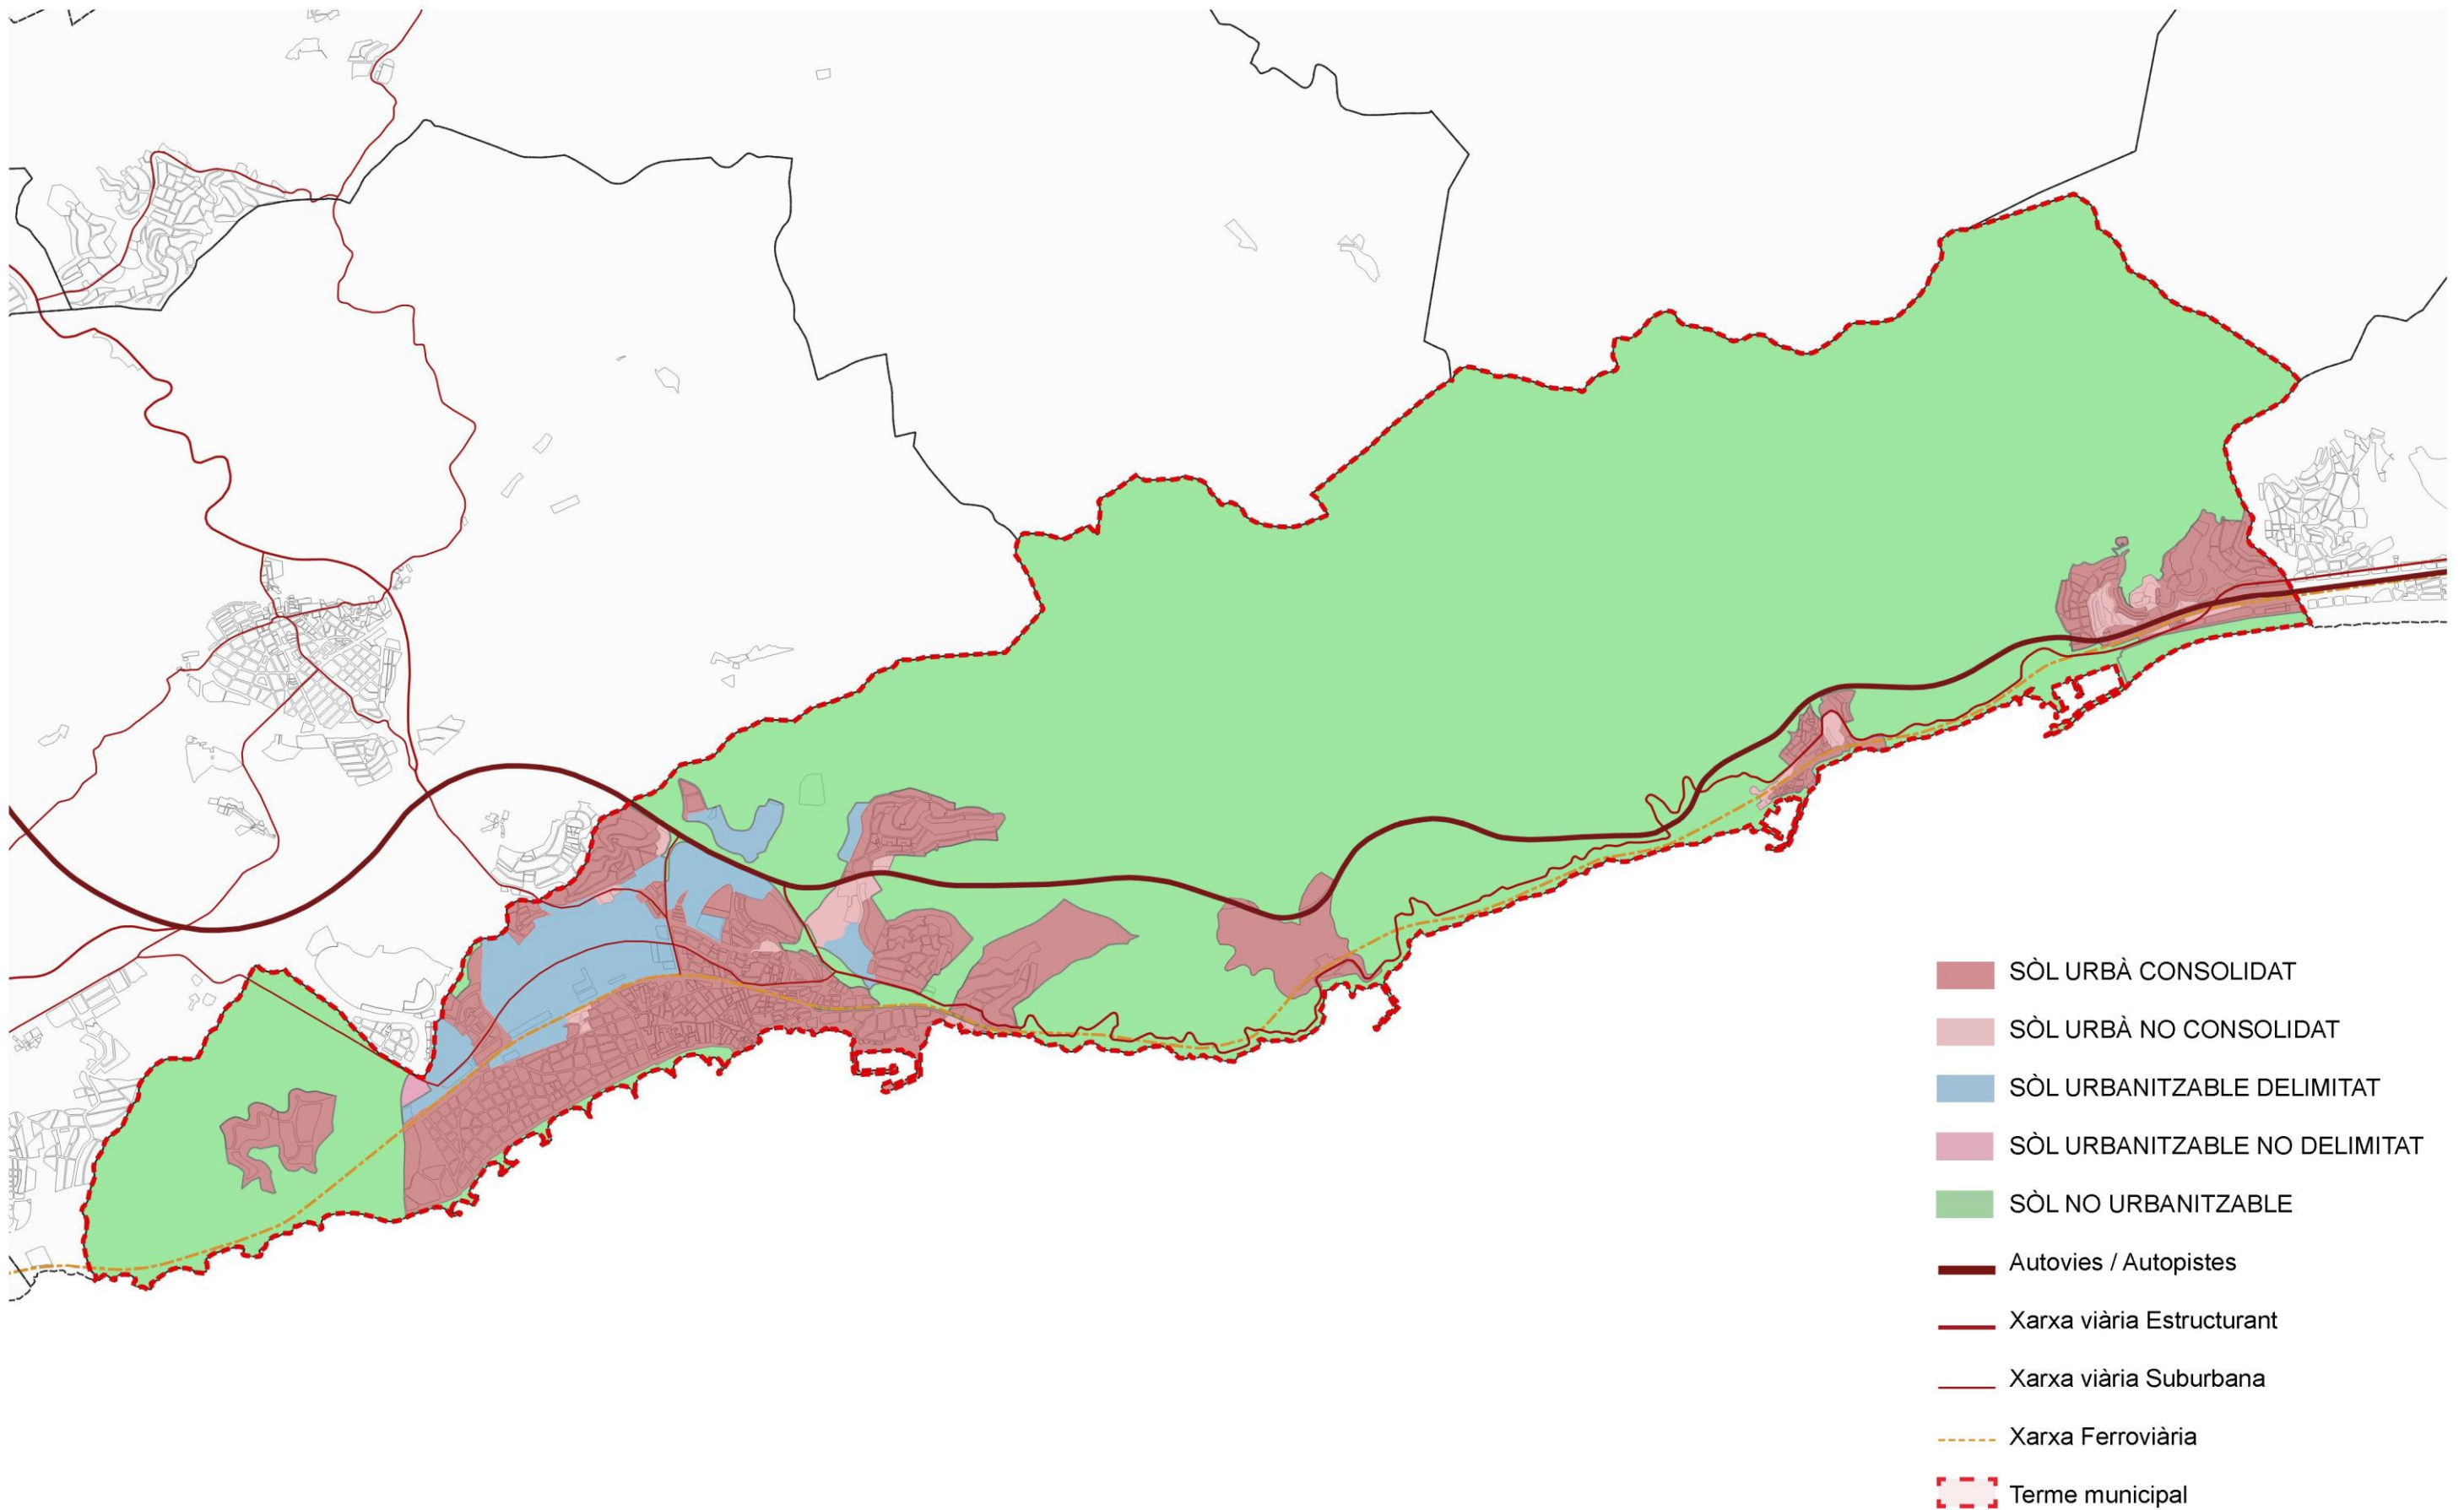 SÒL URBÀ CONSOLIDAT
SÒL URBÀ NO CONSOLIDAT
SÒL URBANITZABLE DELIMITAT
SÒL URBANITZABLE NO DELIMITAT
SÒL NO URBANITZABLE
Autovies / Autopistes
Xarxa viària Estructurant
Xarxa viària Suburbana
Xarxa Ferroviària
Terme municipal